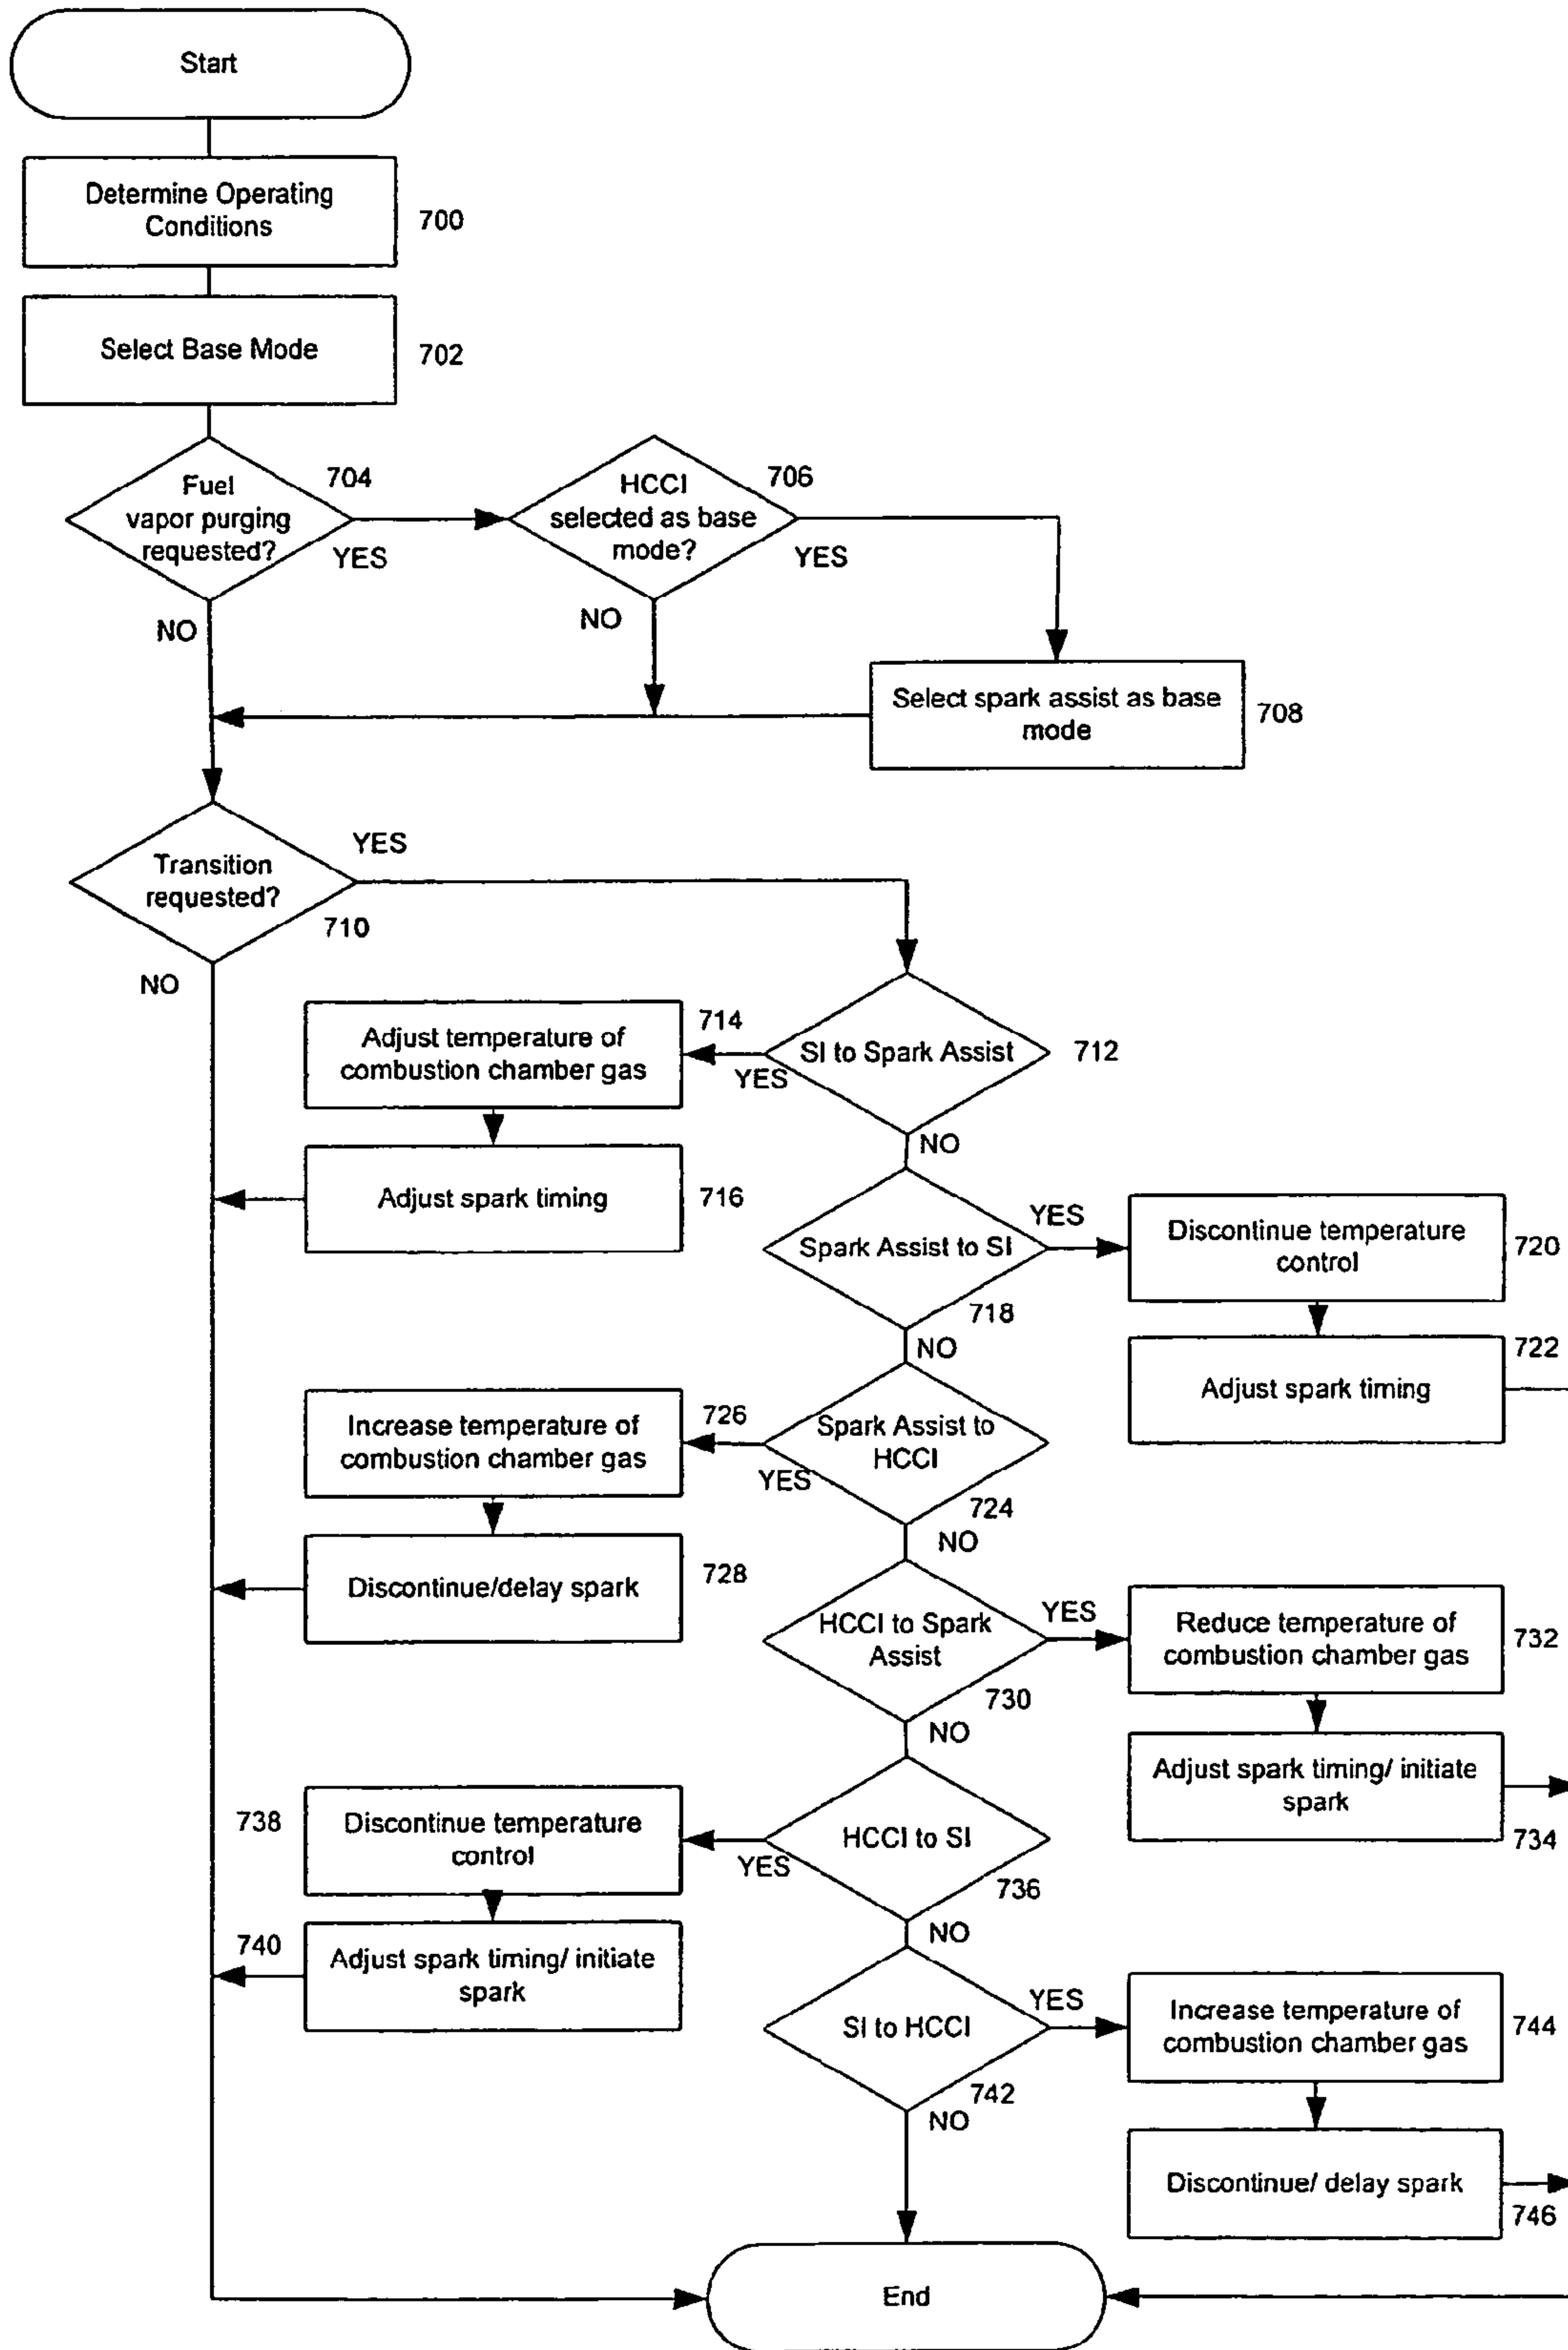 Start
Determine Operating
Conditions
700
Select Base Mode
702
Fuel
vapor purging
requested?
704
YES
NO
HCCI
selected as base
mode?
706
YES
NO
Select spark assist as base
mode
708
Transition
requested?
YES
710
NO
SI to Spark Assist
712
YES
NO
Adjust temperature of
combustion chamber gas
714
Adjust spark timing
716
Spark Assist to SI
YES
718
NO
Discontinue temperature
control
720
Adjust spark timing
722
Spark Assist to
HCCI
YES
724
NO
Increase temperature of
combustion chamber gas
726
Discontinue/delay spark
728
HCCI to Spark
Assist
YES
730
NO
Reduce temperature of
combustion chamber gas
732
Adjust spark timing/ initiate
spark
734
HCCI to SI
YES
736
NO
738
Discontinue temperature
control
740
Adjust spark timing/ initiate
spark
SI to HCCI
YES
742
NO
Increase temperature of
combustion chamber gas
744
Discontinue/ delay spark
746
End